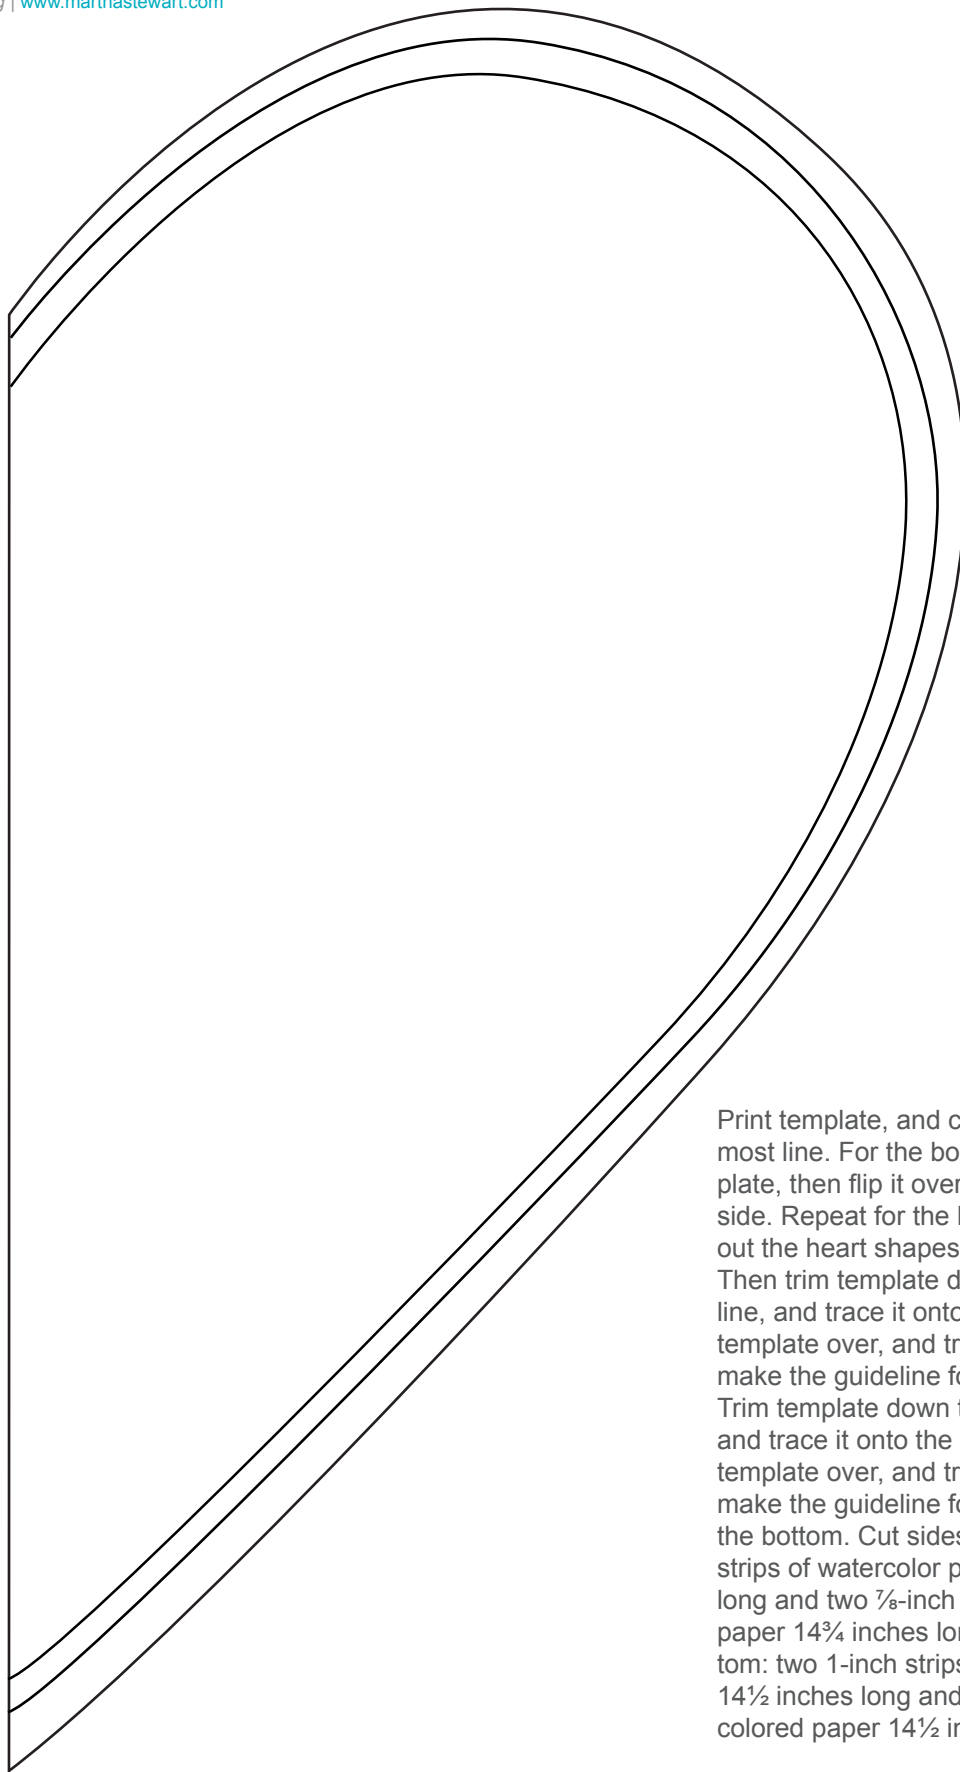 | www.marthastewart.com
Print template, and c
most line. For the bo
plate, then flip it over
side. Repeat for the
out the heart shapes
Then trim template d
line, and trace it onto
template over, and tr
make the guideline fo
Trim template down t
and trace it onto the
template over, and tr
make the guideline fo
the bottom. Cut sides
strips of watercolor p
long and two ⅞-inch
paper 14¾ inches lon
tom: two 1-inch strips
14½ inches long and
colored paper 14½ in